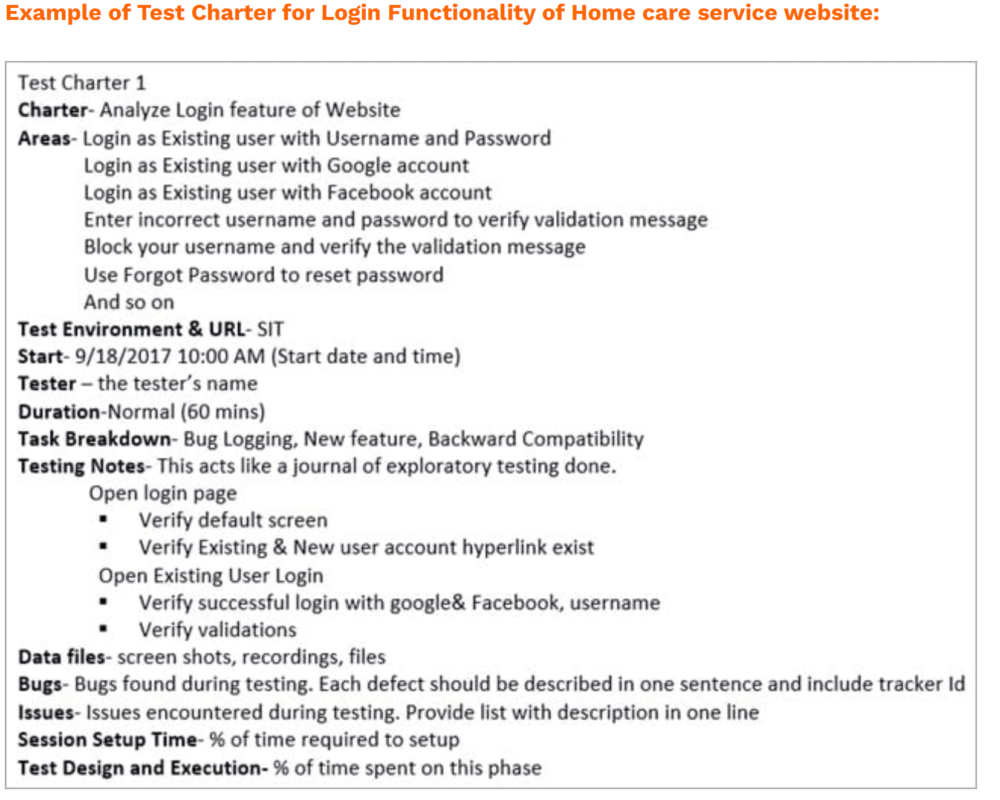 Example of Test Charter for Login Functionality of Home care service website:
Test Charter 1
Charter- Analyze Login feature of Website
Areas- Login as Existing user with Username and Password
Login as Existing user with Google account
Login as Existing user with Facebook account
Enter incorrect username and password to verify validation message
Block your username and verify the validation message
Use Forgot Password to reset password
And so on
Test Environment & URL- SIT
Start- 9/18/2017 10:00 AM (Start date and time)
Tester – the tester’s name
Duration-Normal (60 mins)
Task Breakdown- Bug Logging, New feature, Backward Compatibility
Testing Notes- This acts like a journal of exploratory testing done.
Open login page
▪ Verify default screen
▪ Verify Existing & New user account hyperlink exist
Open Existing User Login
▪ Verify successful login with google& Facebook, username
▪ Verify validations
Data files- screen shots, recordings, files
Bugs- Bugs found during testing. Each defect should be described in one sentence and include tracker Id
Issues- Issues encountered during testing. Provide list with description in one line
Session Setup Time- % of time required to setup
Test Design and Execution- % of time spent on this phase